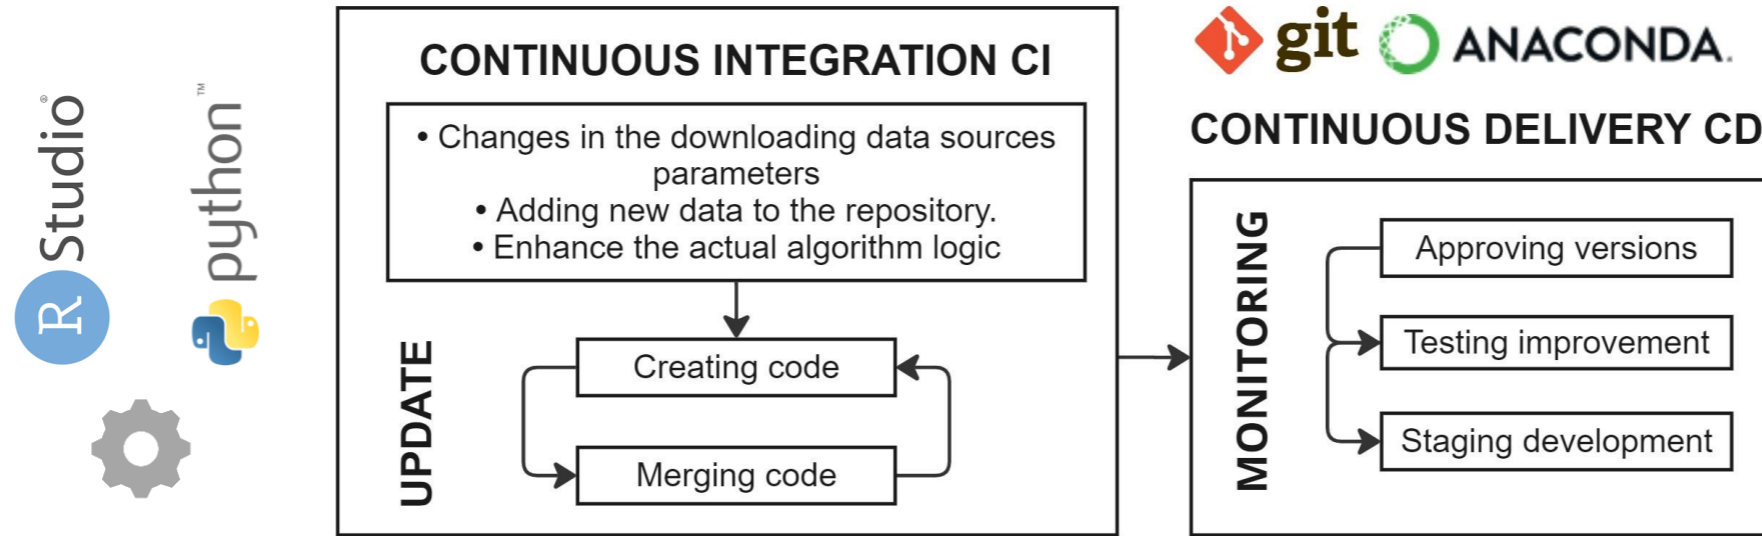 R Studio®
python™
CONTINUOUS INTEGRATION CI
• Changes in the downloading data sources
parameters
• Adding new data to the repository.
• Enhance the actual algorithm logic
UPDATE
Creating code
Merging code
git
ANACONDA.
CONTINUOUS DELIVERY CD
MONITORING
Approving versions
Testing improvement
Staging development